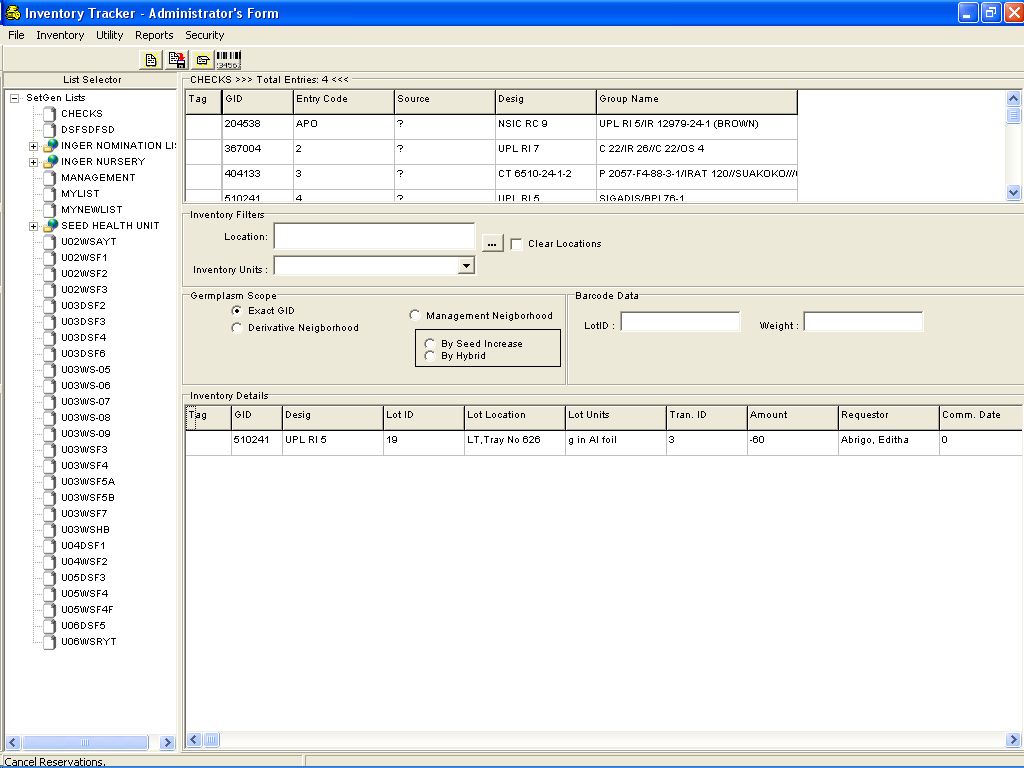 Inventory Tracker - Administrator's Form
File Inventory Utility Reports Security
3456
List Selector
SetGen Lists
CHECKS
DSFSDFSD
INGER NOMINATION LI
INGER NURSERY
MANAGEMENT
MYLIST
MYNEWLIST
SEED HEALTH UNIT
U02WSAYT
U02WSF1
U02WSF2
U02WSF3
U03DSF2
U03DSF3
U03DSF4
U03DSF6
U03WS-05
U03WS-06
U03WS-07
U03WS-08
U03WS-09
U03WSF3
U03WSF4
U03WSF5A
U03WSF5B
U03WSF7
U03WSHB
U04DSF1
U04WSF2
U05DSF3
U05WSF4
U05WSF4F
U06DSF5
U06WSRYT
CHECKS >>> Total Entries: 4 <<<
Tag GID Entry Code Source Desig Group Name
204538 APO ? NSIC RC 9 UPL RI 5/IR 12979-24-1 (BROWN)
367004 2 ? UPL RI 7 C 22/IR 26//C 22/OS 4
404133 3 ? CT 6510-24-1-2 P 2057-F4-88-3-1/IRAT 120//SUAKOKO///
510241 4 ? UPL RI 5 SIGADIS/BPI 76-1
Inventory Filters
Location: ... Clear Locations
Inventory Units :
Germplasm Scope
Exact GID
Derivative Neigborhood
Management Neigborhood
By Seed Increase
By Hybrid
Barcode Data
LotID : Weight :
Inventory Details
Tag GID Desig Lot ID Lot Location Lot Units Tran. ID Amount Requestor Comm. Date
510241 UPL RI 5 19 LT,Tray No 626 g in Al foil 3 -60 Abrigo, Editha 0
Cancel Reservations.